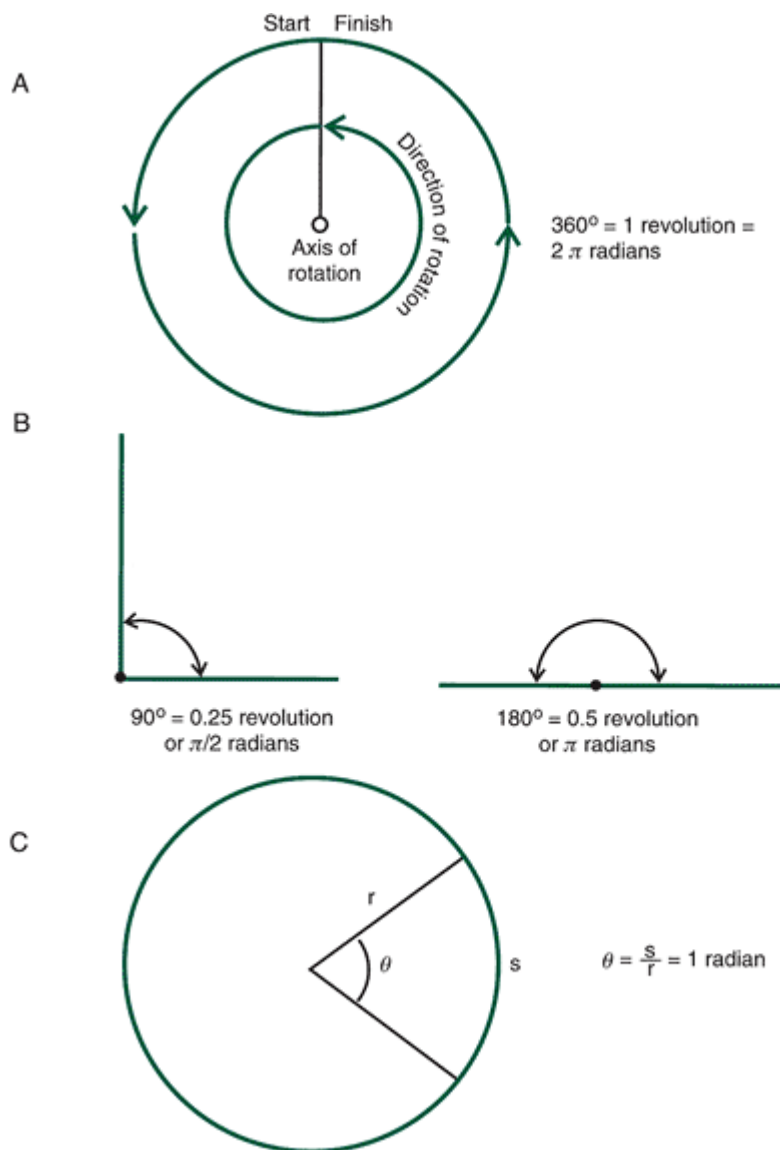 Start Finish
A
Direction of rotation
Axis of
rotation
360° = 1 revolution =
2 π radians
B
90° = 0.25 revolution
or π/2 radians
180° = 0.5 revolution
or π radians
C
r
θ
s
θ = s/r = 1 radian